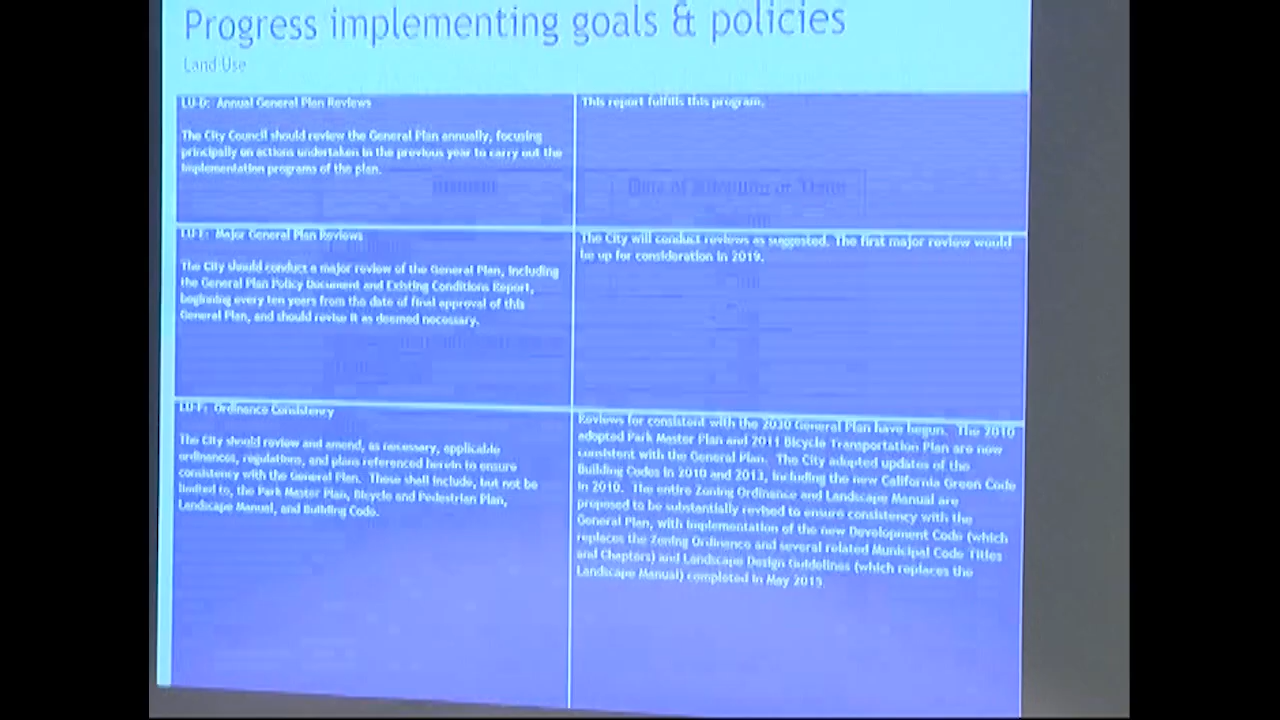 Progress implementing goals & policies
Land Use
LU-D: Annual General Plan Reviews
The City Council should review the General Plan annually, focusing
principally on actions undertaken in the previous year to carry out the
implementation programs of the plan.
This report fulfills this program.
LU-E: Major General Plan Reviews
The City should conduct a major review of the General Plan, including
the General Plan Policy Document and Existing Conditions Report,
beginning every ten years from the date of final approval of this
General Plan, and should revise it as deemed necessary.
The City will conduct reviews as suggested. The first major review would
be up for consideration in 2019.
LU-F: Ordinance Consistency
The City should review and amend, as necessary, applicable
ordinances, regulations, and plans referenced herein to ensure
consistency with the General Plan. These shall include, but not be
limited to, the Park Master Plan, Bicycle and Pedestrian Plan,
Landscape Manual, and Building Code.
Reviews for consistent with the 2030 General Plan have begun. The 2010
adopted Park Master Plan and 2011 Bicycle Transportation Plan are now
consistent with the General Plan. The City adopted updates of the
Building Codes in 2010 and 2013, including the new California Green Code
in 2010. The entire Zoning Ordinance and Landscape Manual are
proposed to be substantially revised to ensure consistency with the
General Plan, with implementation of the new Development Code (which
replaces the Zoning Ordinance and several related Municipal Code Titles
and Chapters) and Landscape Design Guidelines (which replaces the
Landscape Manual) completed in May 2015.